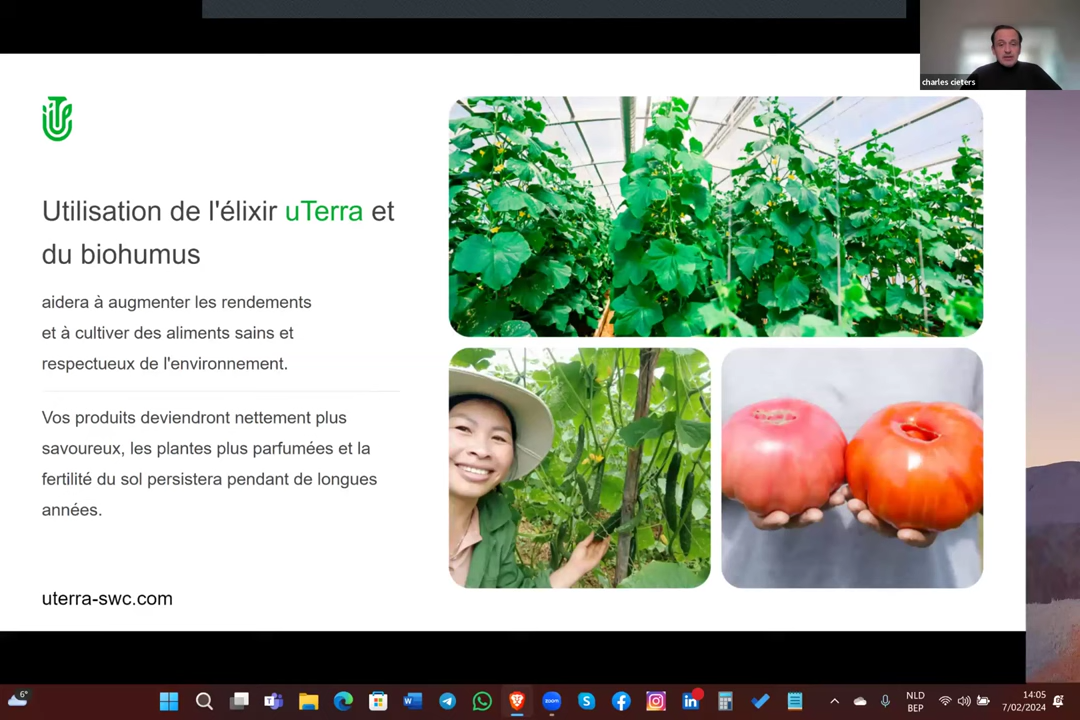 charles cieters
Utilisation de l'élixir uTerra et
du biohumus
aidera à augmenter les rendements
et à cultiver des aliments sains et
respectueux de l'environnement.
Vos produits deviendront nettement plus
savoureux, les plantes plus parfumées et la
fertilité du sol persistera pendant de longues
années.
uterra-swc.com
6°
NLD
BEP
14:05
7/02/2024